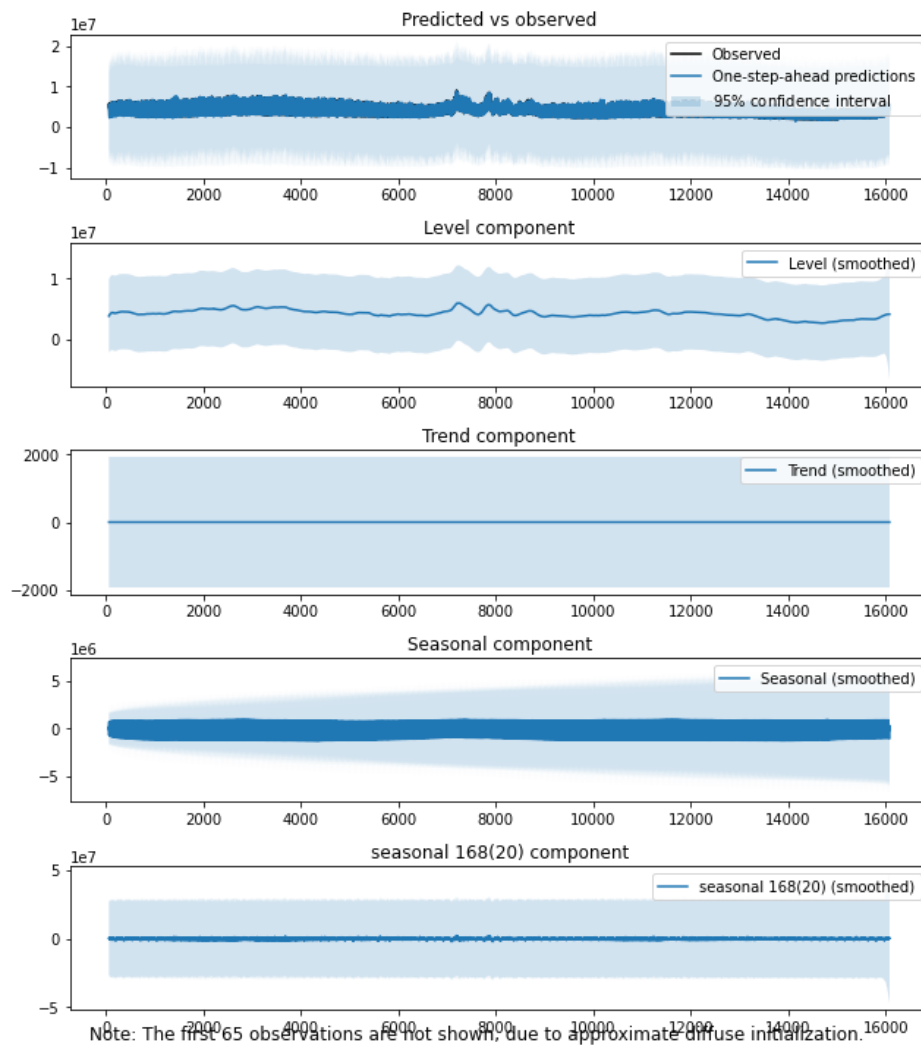 Predicted vs observed
1e7
2
1
0
−1
Observed
One-step-ahead predictions
95% confidence interval
0 2000 4000 6000 8000 10000 12000 14000 16000
Level component
1e7
1
0
Level (smoothed)
0 2000 4000 6000 8000 10000 12000 14000 16000
Trend component
2000
0
−2000
Trend (smoothed)
0 2000 4000 6000 8000 10000 12000 14000 16000
Seasonal component
1e6
5
0
−5
Seasonal (smoothed)
0 2000 4000 6000 8000 10000 12000 14000 16000
seasonal 168(20) component
1e7
5
0
−5
seasonal 168(20) (smoothed)
0 2000 4000 6000 8000 10000 12000 14000 16000
Note: The first 65 observations are not shown, due to approximate diffuse initialization.